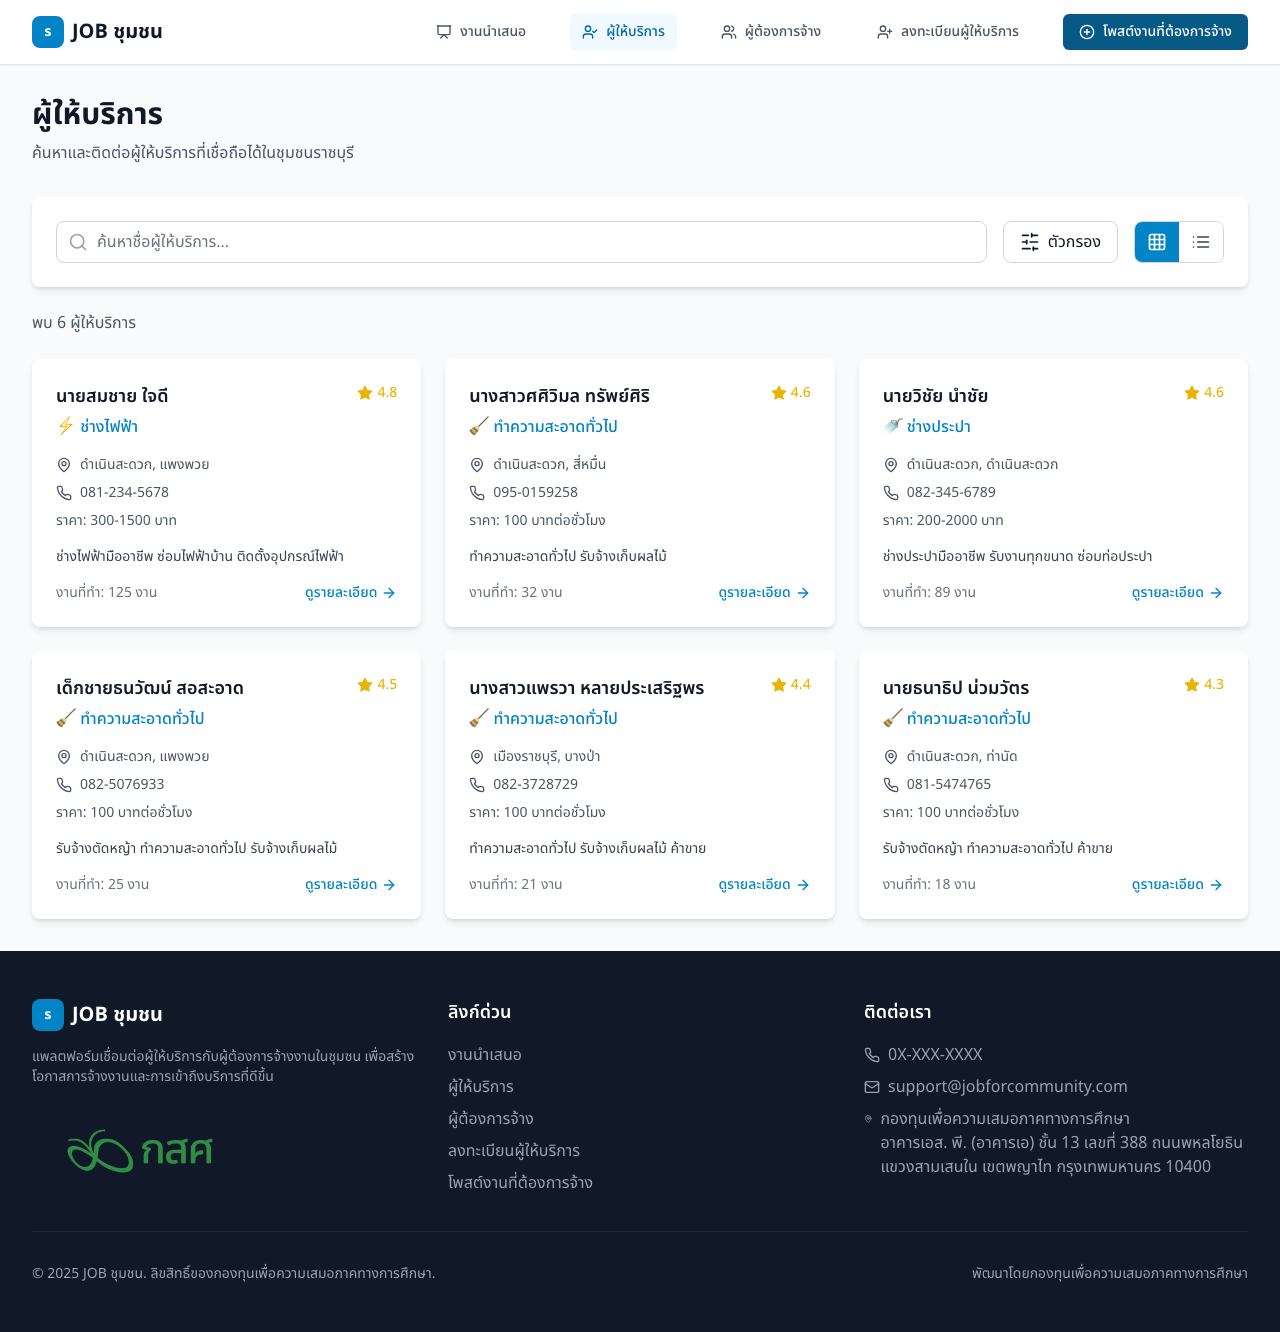 s JOB ชุมชน งานนำเสนอ ผู้ให้บริการ ผู้ต้องการจ้าง ลงทะเบียนผู้ให้บริการ โพสต์งานที่ต้องการจ้าง
ผู้ให้บริการ
ค้นหาและติดต่อผู้ให้บริการที่เชื่อถือได้ในชุมชนราชบุรี
ค้นหาชื่อผู้ให้บริการ... ตัวกรอง
พบ 6 ผู้ให้บริการ
นายสมชาย ใจดี 4.8
ช่างไฟฟ้า
ดำเนินสะดวก, แพงพวย
081-234-5678
ราคา: 300-1500 บาท
ช่างไฟฟ้ามืออาชีพ ซ่อมไฟฟ้าบ้าน ติดตั้งอุปกรณ์ไฟฟ้า
งานที่ทำ: 125 งาน ดูรายละเอียด
นางสาวศศิวิมล ทรัพย์ศิริ 4.6
ทำความสะอาดทั่วไป
ดำเนินสะดวก, สี่หมื่น
095-0159258
ราคา: 100 บาทต่อชั่วโมง
ทำความสะอาดทั่วไป รับจ้างเก็บผลไม้
งานที่ทำ: 32 งาน ดูรายละเอียด
นายวิชัย นำชัย 4.6
ช่างประปา
ดำเนินสะดวก, ดำเนินสะดวก
082-345-6789
ราคา: 200-2000 บาท
ช่างประปามืออาชีพ รับงานทุกขนาด ซ่อมท่อประปา
งานที่ทำ: 89 งาน ดูรายละเอียด
เด็กชายธนวัฒน์ สอสะอาด 4.5
ทำความสะอาดทั่วไป
ดำเนินสะดวก, แพงพวย
082-5076933
ราคา: 100 บาทต่อชั่วโมง
รับจ้างตัดหญ้า ทำความสะอาดทั่วไป รับจ้างเก็บผลไม้
งานที่ทำ: 25 งาน ดูรายละเอียด
นางสาวแพรวา หลายประเสริฐพร 4.4
ทำความสะอาดทั่วไป
เมืองราชบุรี, บางป่า
082-3728729
ราคา: 100 บาทต่อชั่วโมง
ทำความสะอาดทั่วไป รับจ้างเก็บผลไม้ ค้าขาย
งานที่ทำ: 21 งาน ดูรายละเอียด
นายธนาธิป น่วมวัตร 4.3
ทำความสะอาดทั่วไป
ดำเนินสะดวก, ท่านัด
081-5474765
ราคา: 100 บาทต่อชั่วโมง
รับจ้างตัดหญ้า ทำความสะอาดทั่วไป ค้าขาย
งานที่ทำ: 18 งาน ดูรายละเอียด
s JOB ชุมชน
แพลตฟอร์มเชื่อมต่อผู้ให้บริการกับผู้ต้องการจ้างงานในชุมชน เพื่อสร้าง
โอกาสการจ้างงานและการเข้าถึงบริการที่ดีขึ้น
กสศ
ลิงก์ด่วน
งานนำเสนอ
ผู้ให้บริการ
ผู้ต้องการจ้าง
ลงทะเบียนผู้ให้บริการ
โพสต์งานที่ต้องการจ้าง
ติดต่อเรา
0X-XXX-XXXX
support@jobforcommunity.com
กองทุนเพื่อความเสมอภาคทางการศึกษา
อาคารเอส. พี. (อาคารเอ) ชั้น 13 เลขที่ 388 ถนนพหลโยธิน
แขวงสามเสนใน เขตพญาไท กรุงเทพมหานคร 10400
© 2025 JOB ชุมชน. ลิขสิทธิ์ของกองทุนเพื่อความเสมอภาคทางการศึกษา. พัฒนาโดยกองทุนเพื่อความเสมอภาคทางการศึกษา